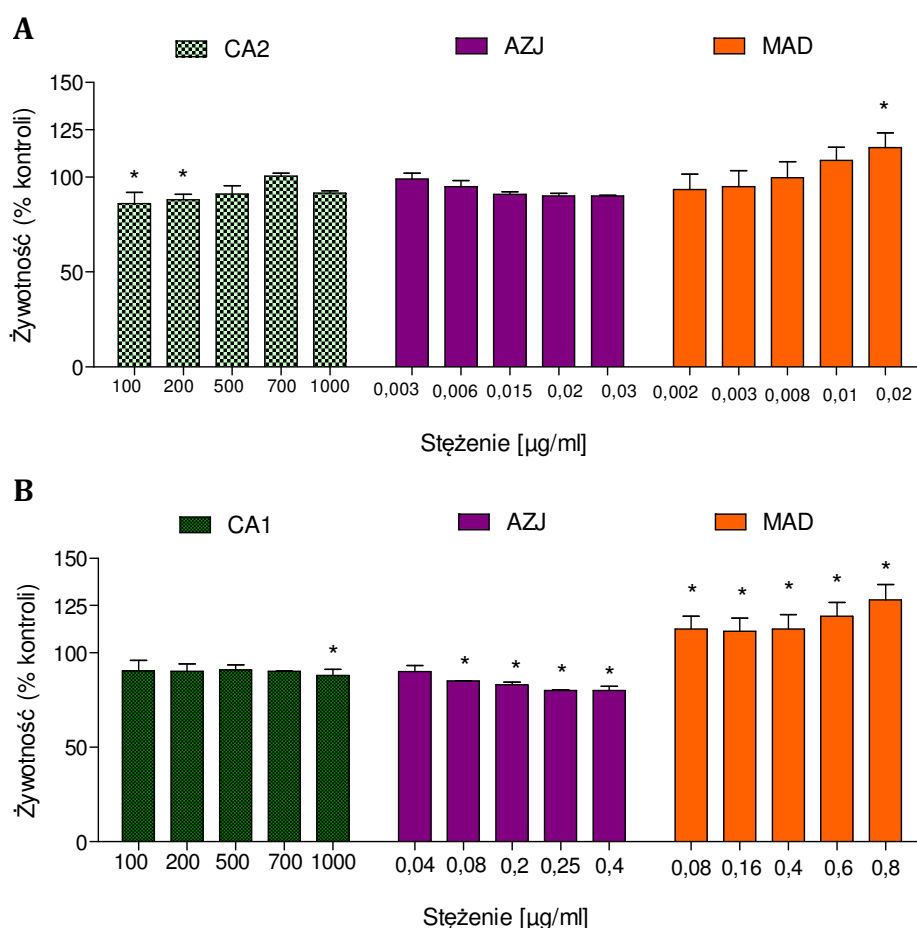 A
CA2 AZJ MAD
Żywotność (% kontroli)
150
125
100
50
0
* * *
100 200 500 700 1000 0,003 0,006 0,015 0,02 0,03 0,002 0,003 0,008 0,01 0,02
Stężenie [µg/ml]
B
CA1 AZJ MAD
Żywotność (% kontroli)
150
125
100
50
0
* * * * * * * * * *
100 200 500 700 1000 0,04 0,08 0,2 0,25 0,4 0,08 0,16 0,4 0,6 0,8
Stężenie [µg/ml]